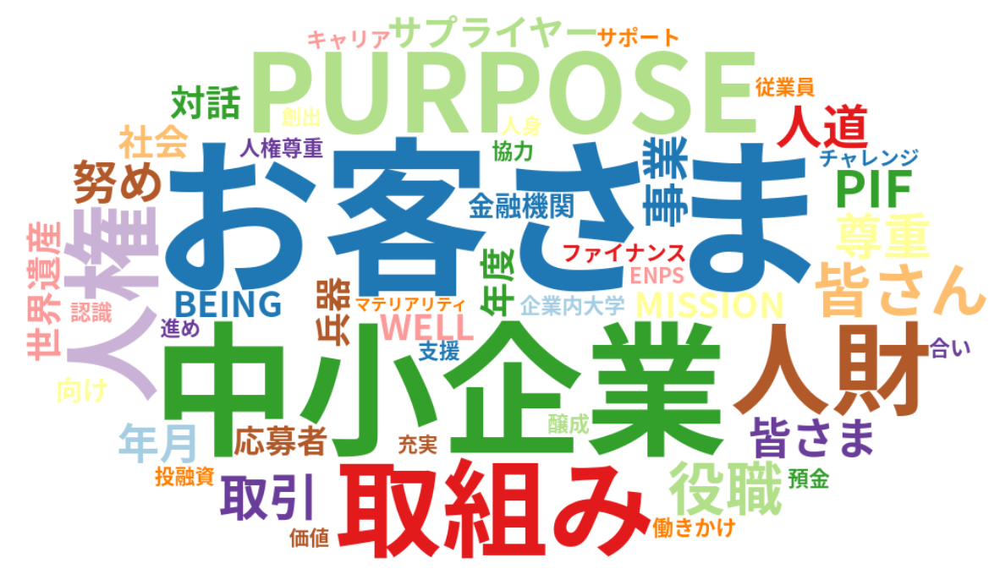 キャリア
サプライヤー
サポート
PURPOSE
従業員
対話
創出
人身
人道
社会
人権尊重
協力
事業
チャレンジ
努め
お客さま
PIF
金融機関
人権
尊重
世界遺産
年度
ファイナンス
ENPS
皆さん
兵器
BEING
マテリアリティ
企業内大学
MISSION
認識
進め
WELL
支援
中小企業
人財
合い
向け
醸成
年月
応募者
充実
皆さま
投融資
取引
取組み
役職
預金
価値
働きかけ